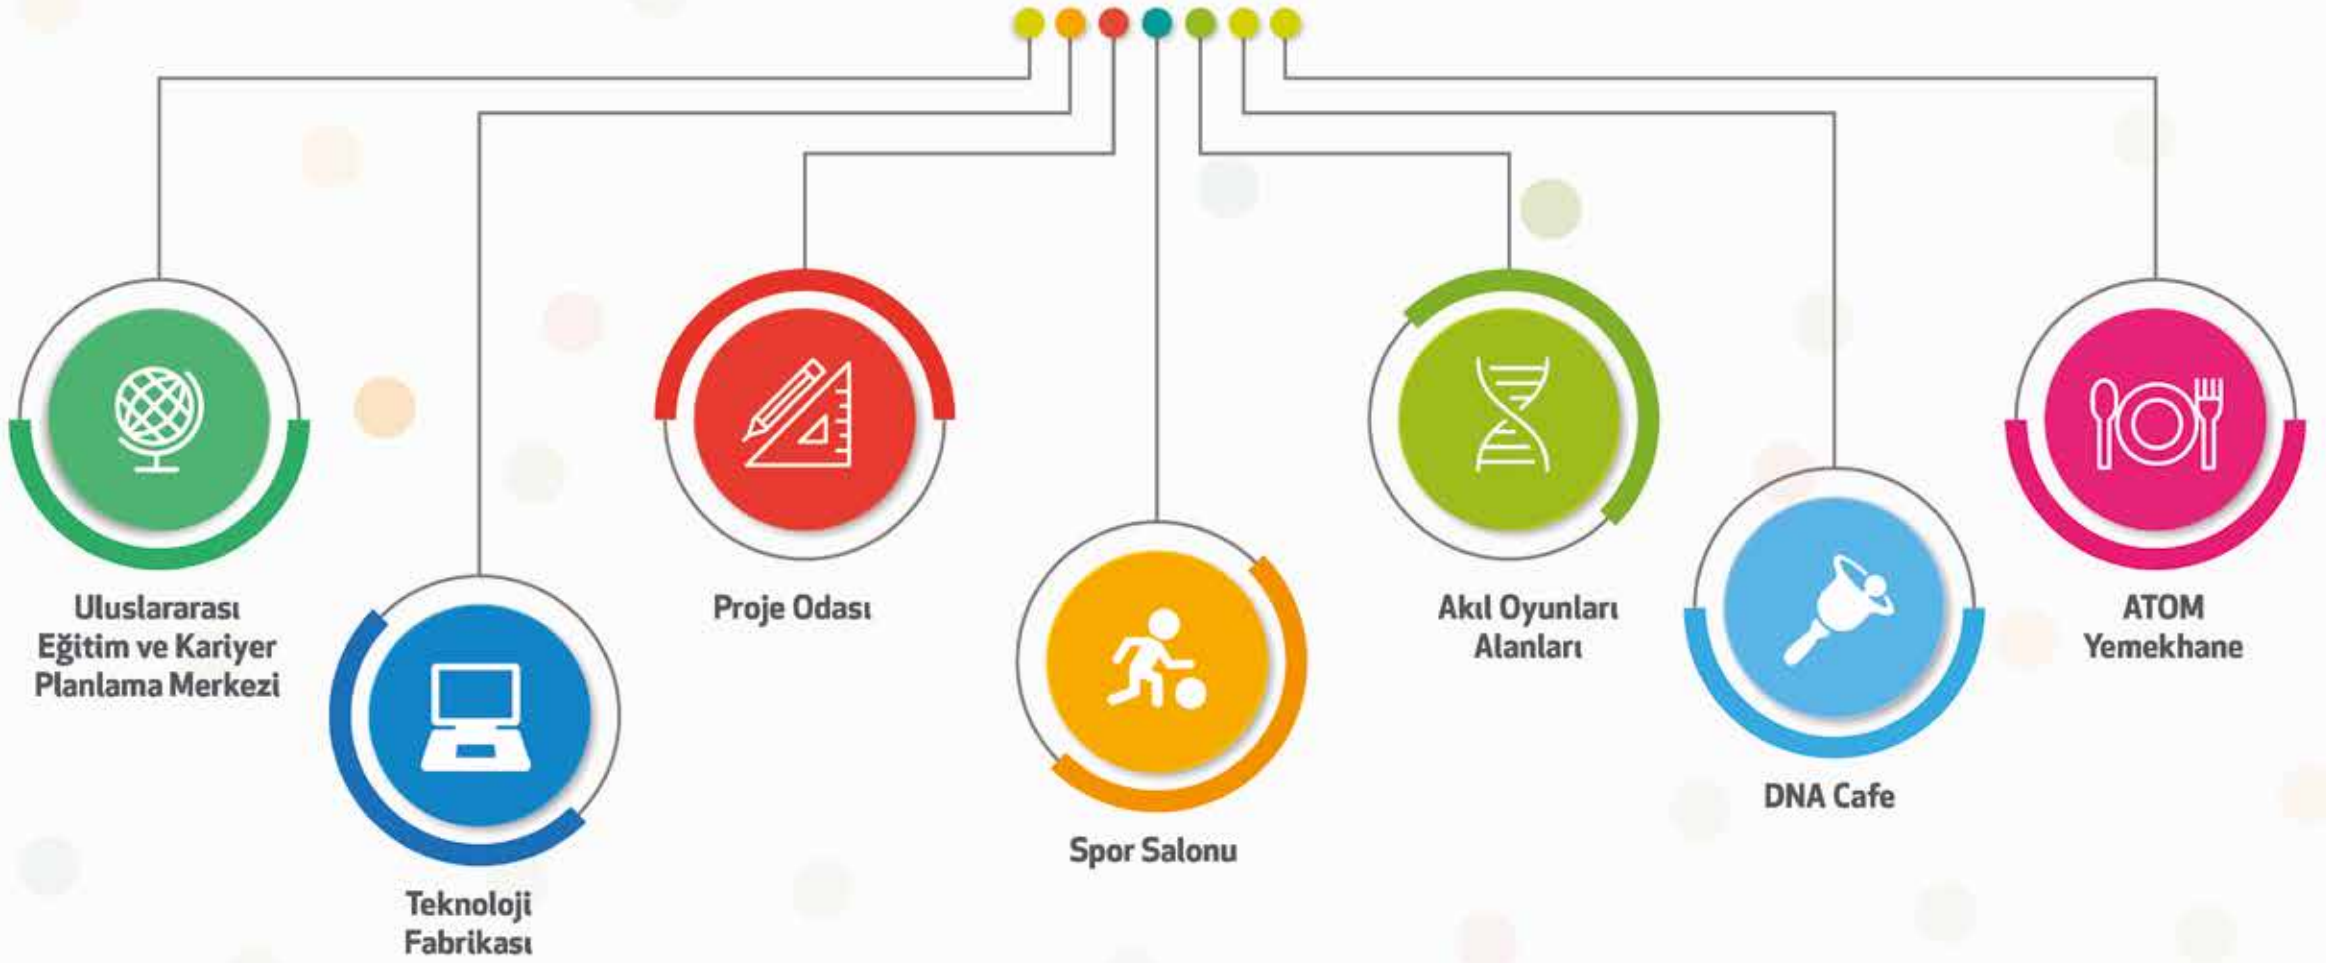 Uluslararası
Eğitim ve Kariyer
Planlama Merkezi
Teknoloji
Fabrikası
Proje Odası
Spor Salonu
Akıl Oyunları
Alanları
DNA Cafe
ATOM
Yemekhane